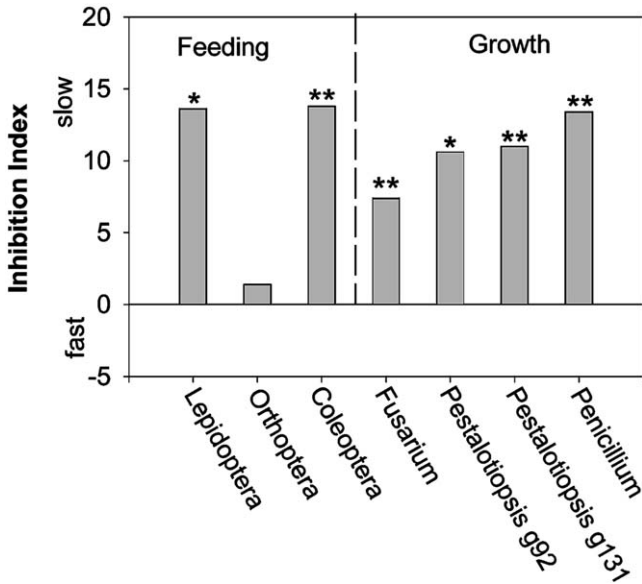 20
15
10
5
0
-5
Inhibition Index
slow
fast
Feeding
Growth
*
**
**
*
**
**
Lepidoptera
Orthoptera
Coleoptera
Fusarium
Pestalotiopsis g92
Pestalotiopsis g131
Penicillium